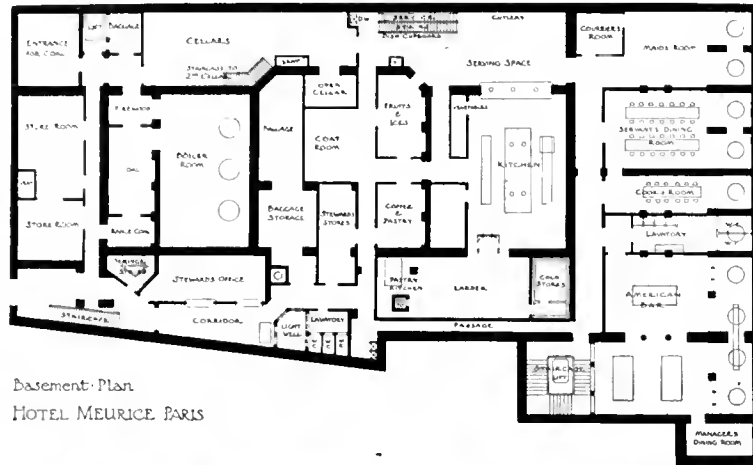 ENTRANCE
FOR COAL
LIFT
BAGGAGE
CELLARS
STAIRCASE TO
2ND CELLAR
DISH CUPBOARD
CUTLERY
SERVING SPACE
COURIERS
ROOM
MAIDS ROOM
STORE ROOM
FIREWOOD
BOILER
ROOM
OPEN
CELLAR
COAT
ROOM
FRUITS
&
ICES
KITCHEN
SERVANTS DINING
ROOM
COOKS ROOM
STORE ROOM
BAGGAGE
STORAGE
STEWARDS
STORES
COFFEE
&
PASTRY
LAVATORY
STEWARDS OFFICE
PASTRY
KITCHEN
LARDER
COLD
STORES
AMERICAN
BAR
STAIRCASE
CORRIDOR
LIGHT
WELL
LAVATORY
PASSAGE
STAIRCASE
LIFT
MANAGERS
DINING ROOM
Basement · Plan
HOTEL MEURICE PARIS